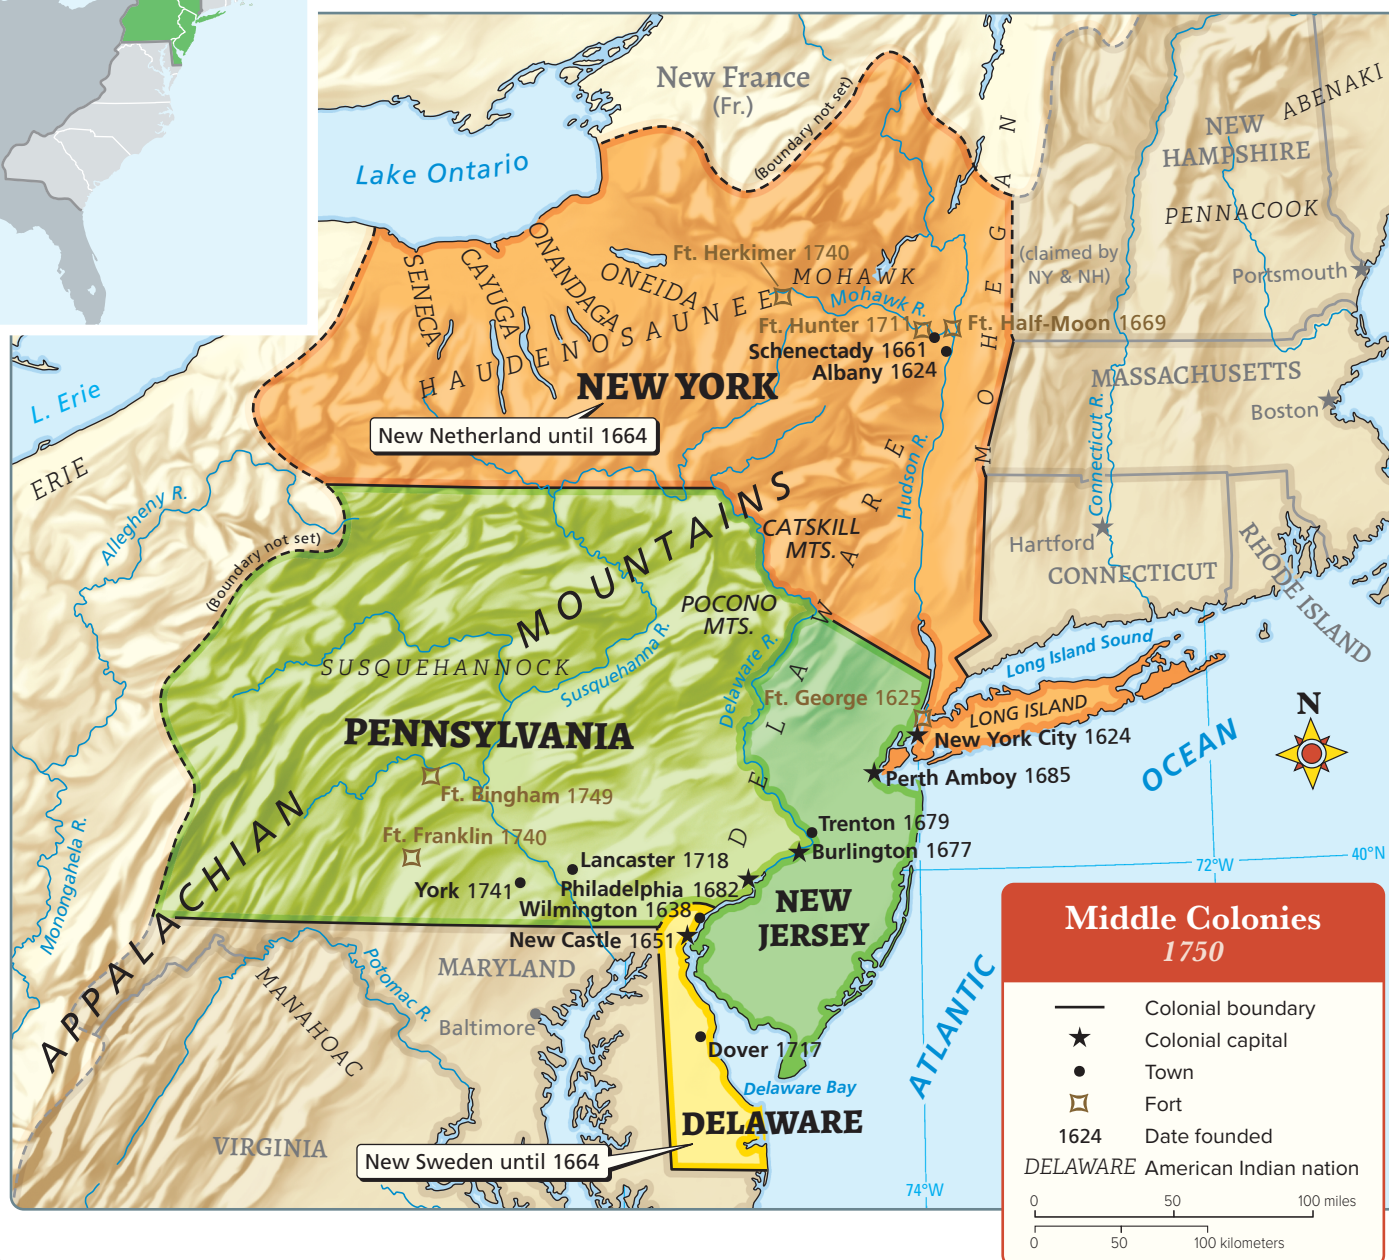 New France
(Fr.)
(Boundary not set)
Lake Ontario
ABENAKI
NEW
HAMPSHIRE
PENNACOOK
(claimed by
NY & NH)
Portsmouth
MOHEGAN
SENECA
CAYUGA
ONANDAGA
ONEIDA
MOHAWK
HAUDENOSAUNEE
Ft. Herkimer 1740
Mohawk R.
Ft. Hunter 1711
Ft. Half-Moon 1669
Schenectady 1661
Albany 1624
NEW YORK
New Netherland until 1664
L. Erie
ERIE
MASSACHUSETTS
Boston
Connecticut R.
Hudson R.
Allegheny R.
(Boundary not set)
CATSKILL
MTS.
Hartford
CONNECTICUT
RHODE ISLAND
APPALACHIAN MOUNTAINS
POCONO
MTS.
DELAWARE
Delaware R.
SUSQUEHANNOCK
Susquehanna R.
Long Island Sound
LONG ISLAND
Ft. George 1625
New York City 1624
Perth Amboy 1685
PENNSYLVANIA
Ft. Bingham 1749
Ft. Franklin 1740
Trenton 1679
Burlington 1677
Lancaster 1718
York 1741
Philadelphia 1682
Wilmington 1638
New Castle 1651
NEW
JERSEY
Monongahela R.
MARYLAND
Potomac R.
MANAHOAC
Baltimore
Dover 1717
Delaware Bay
DELAWARE
New Sweden until 1664
VIRGINIA
ATLANTIC
OCEAN
N
72°W
40°N
74°W
Middle Colonies
1750
Colonial boundary
Colonial capital
Town
Fort
1624 Date founded
DELAWARE American Indian nation
0 50 100 miles
0 50 100 kilometers